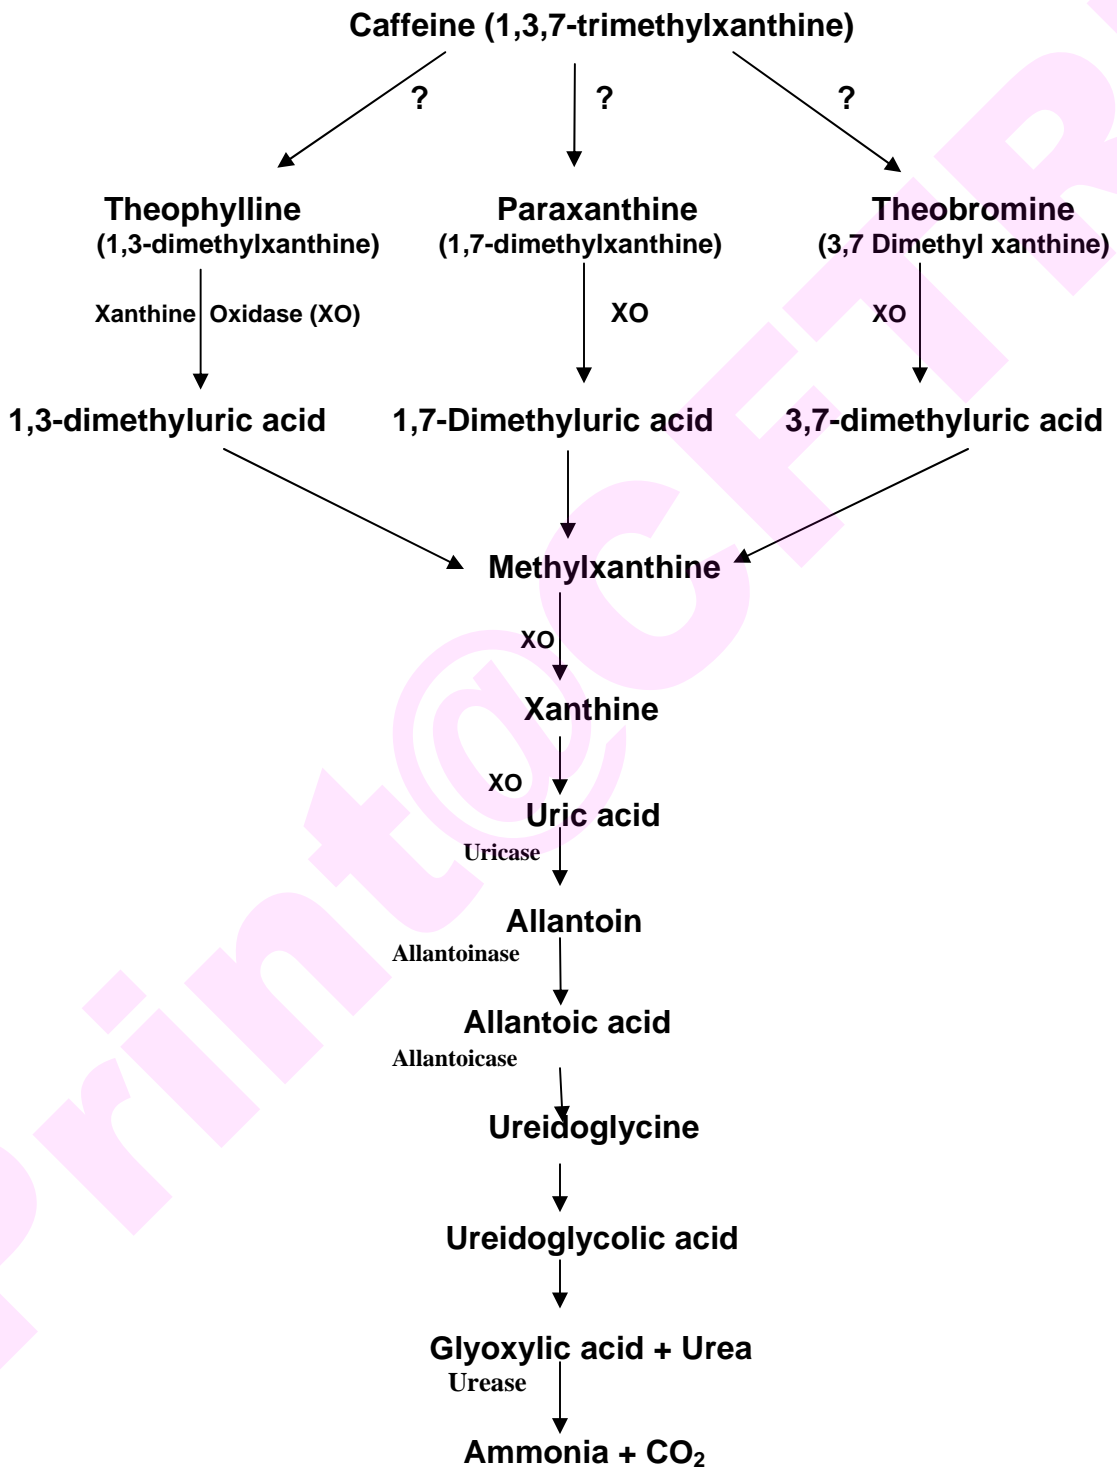 Caffeine (1,3,7-trimethylxanthine)
? ? ?
Theophylline Paraxanthine Theobromine
(1,3-dimethylxanthine) (1,7-dimethylxanthine) (3,7 Dimethyl xanthine)
Xanthine Oxidase (XO) XO XO
1,3-dimethyluric acid 1,7-Dimethyluric acid 3,7-dimethyluric acid
Methylxanthine
XO
Xanthine
XO
Uric acid
Uricase
Allantoin
Allantoinase
Allantoic acid
Allantoicase
Ureidoglycine
Ureidoglycolic acid
Glyoxylic acid + Urea
Urease
Ammonia + CO₂
Print@CFTR